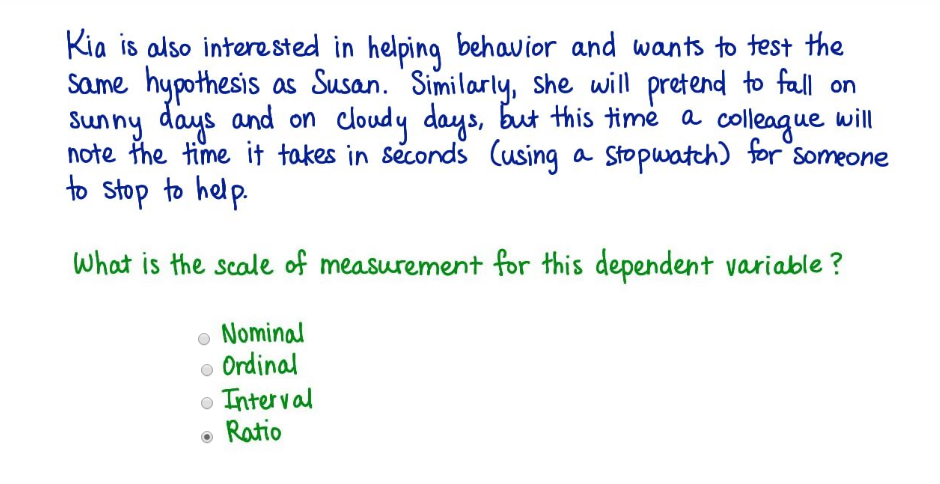 Kia is also interested in helping behavior and wants to test the
same hypothesis as Susan. Similarly, she will pretend to fall on
sunny days and on cloudy days, but this time a colleague will
note the time it takes in seconds (using a stopwatch) for someone
to stop to help.
What is the scale of measurement for this dependent variable?
Nominal
Ordinal
Interval
Ratio